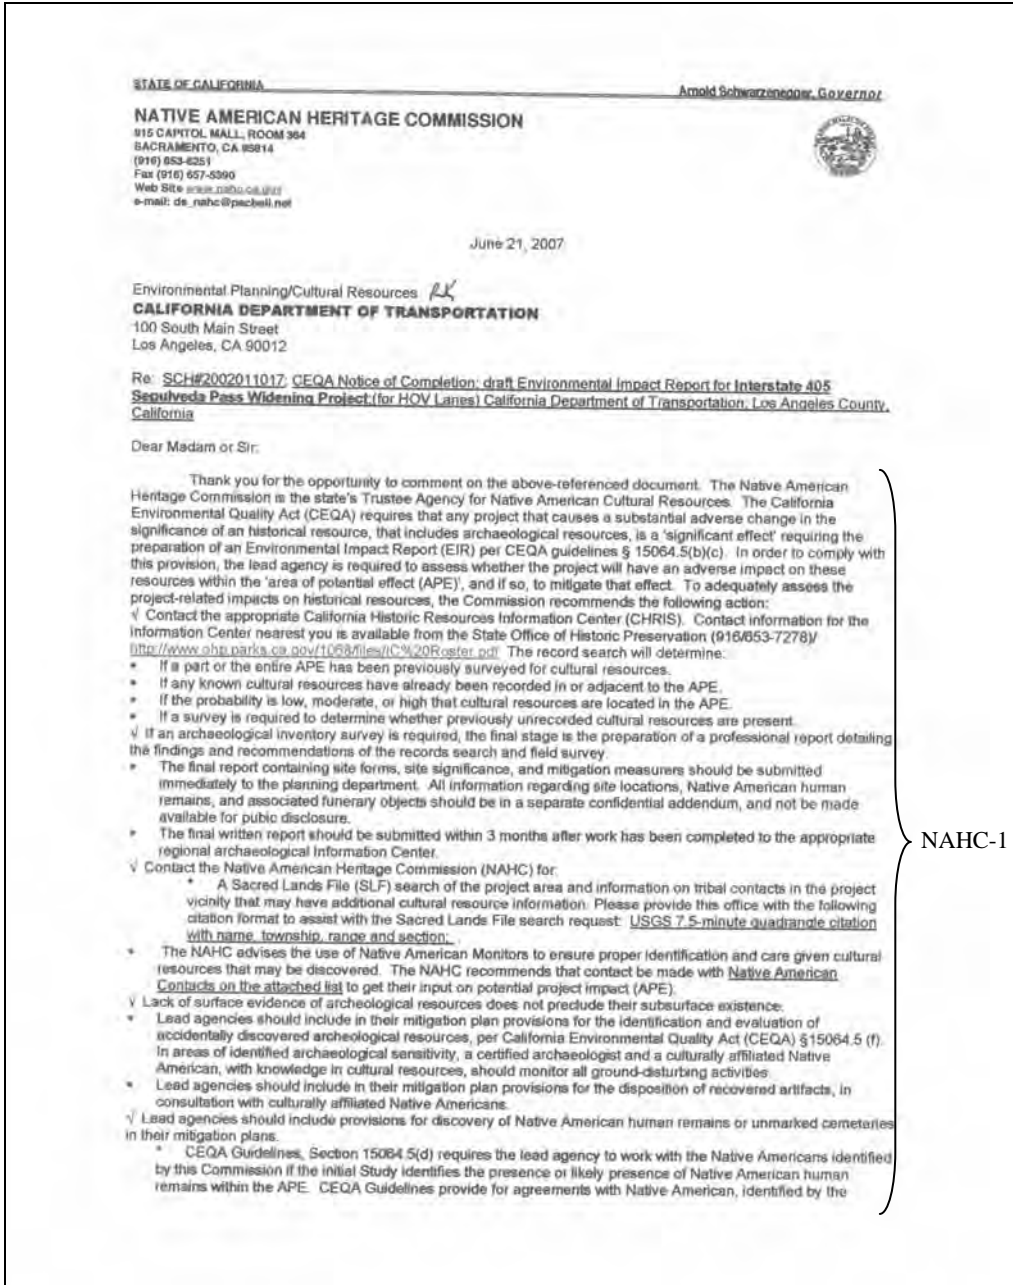 STATE OF CALIFORNIA
Arnold Schwarzenegger, Governor
NATIVE AMERICAN HERITAGE COMMISSION
915 CAPITOL MALL, ROOM 364
SACRAMENTO, CA 95814
(916) 653-6251
Fax (916) 657-5390
Web Site www.nahc.ca.gov
e-mail: ds_nahc@pacbell.net
June 21, 2007
Environmental Planning/Cultural Resources RK
CALIFORNIA DEPARTMENT OF TRANSPORTATION
100 South Main Street
Los Angeles, CA 90012
Re: SCH#2002011017; CEQA Notice of Completion; draft Environmental Impact Report for Interstate 405
Sepulveda Pass Widening Project;(for HOV Lanes) California Department of Transportation; Los Angeles County,
California
Dear Madam or Sir:
Thank you for the opportunity to comment on the above-referenced document. The Native American
Heritage Commission is the state's Trustee Agency for Native American Cultural Resources. The California
Environmental Quality Act (CEQA) requires that any project that causes a substantial adverse change in the
significance of an historical resource, that includes archaeological resources, is a 'significant effect' requiring the
preparation of an Environmental Impact Report (EIR) per CEQA guidelines § 15064.5(b)(c). In order to comply with
this provision, the lead agency is required to assess whether the project will have an adverse impact on these
resources within the 'area of potential effect (APE)', and if so, to mitigate that effect. To adequately assess the
project-related impacts on historical resources, the Commission recommends the following action:
√ Contact the appropriate California Historic Resources Information Center (CHRIS). Contact information for the
Information Center nearest you is available from the State Office of Historic Preservation (916/653-7278)/
http://www.ohp.parks.ca.gov/1068/files/IC%20Roster.pdf The record search will determine:
* If a part or the entire APE has been previously surveyed for cultural resources.
* If any known cultural resources have already been recorded in or adjacent to the APE.
* If the probability is low, moderate, or high that cultural resources are located in the APE.
* If a survey is required to determine whether previously unrecorded cultural resources are present.
√ If an archaeological inventory survey is required, the final stage is the preparation of a professional report detailing
the findings and recommendations of the records search and field survey.
* The final report containing site forms, site significance, and mitigation measurers should be submitted
immediately to the planning department. All information regarding site locations, Native American human
remains, and associated funerary objects should be in a separate confidential addendum, and not be made
available for pubic disclosure.
* The final written report should be submitted within 3 months after work has been completed to the appropriate
regional archaeological Information Center.
√ Contact the Native American Heritage Commission (NAHC) for:
* A Sacred Lands File (SLF) search of the project area and information on tribal contacts in the project
vicinity that may have additional cultural resource information. Please provide this office with the following
citation format to assist with the Sacred Lands File search request: USGS 7.5-minute quadrangle citation
with name, township, range and section; .
* The NAHC advises the use of Native American Monitors to ensure proper identification and care given cultural
resources that may be discovered. The NAHC recommends that contact be made with Native American
Contacts on the attached list to get their input on potential project impact (APE).
√ Lack of surface evidence of archeological resources does not preclude their subsurface existence.
* Lead agencies should include in their mitigation plan provisions for the identification and evaluation of
accidentally discovered archeological resources, per California Environmental Quality Act (CEQA) §15064.5 (f).
In areas of identified archaeological sensitivity, a certified archaeologist and a culturally affiliated Native
American, with knowledge in cultural resources, should monitor all ground-disturbing activities.
* Lead agencies should include in their mitigation plan provisions for the disposition of recovered artifacts, in
consultation with culturally affiliated Native Americans.
√ Lead agencies should include provisions for discovery of Native American human remains or unmarked cemeteries
in their mitigation plans.
* CEQA Guidelines, Section 15064.5(d) requires the lead agency to work with the Native Americans identified
by this Commission if the initial Study identifies the presence or likely presence of Native American human
remains within the APE. CEQA Guidelines provide for agreements with Native American, identified by the
NAHC-1